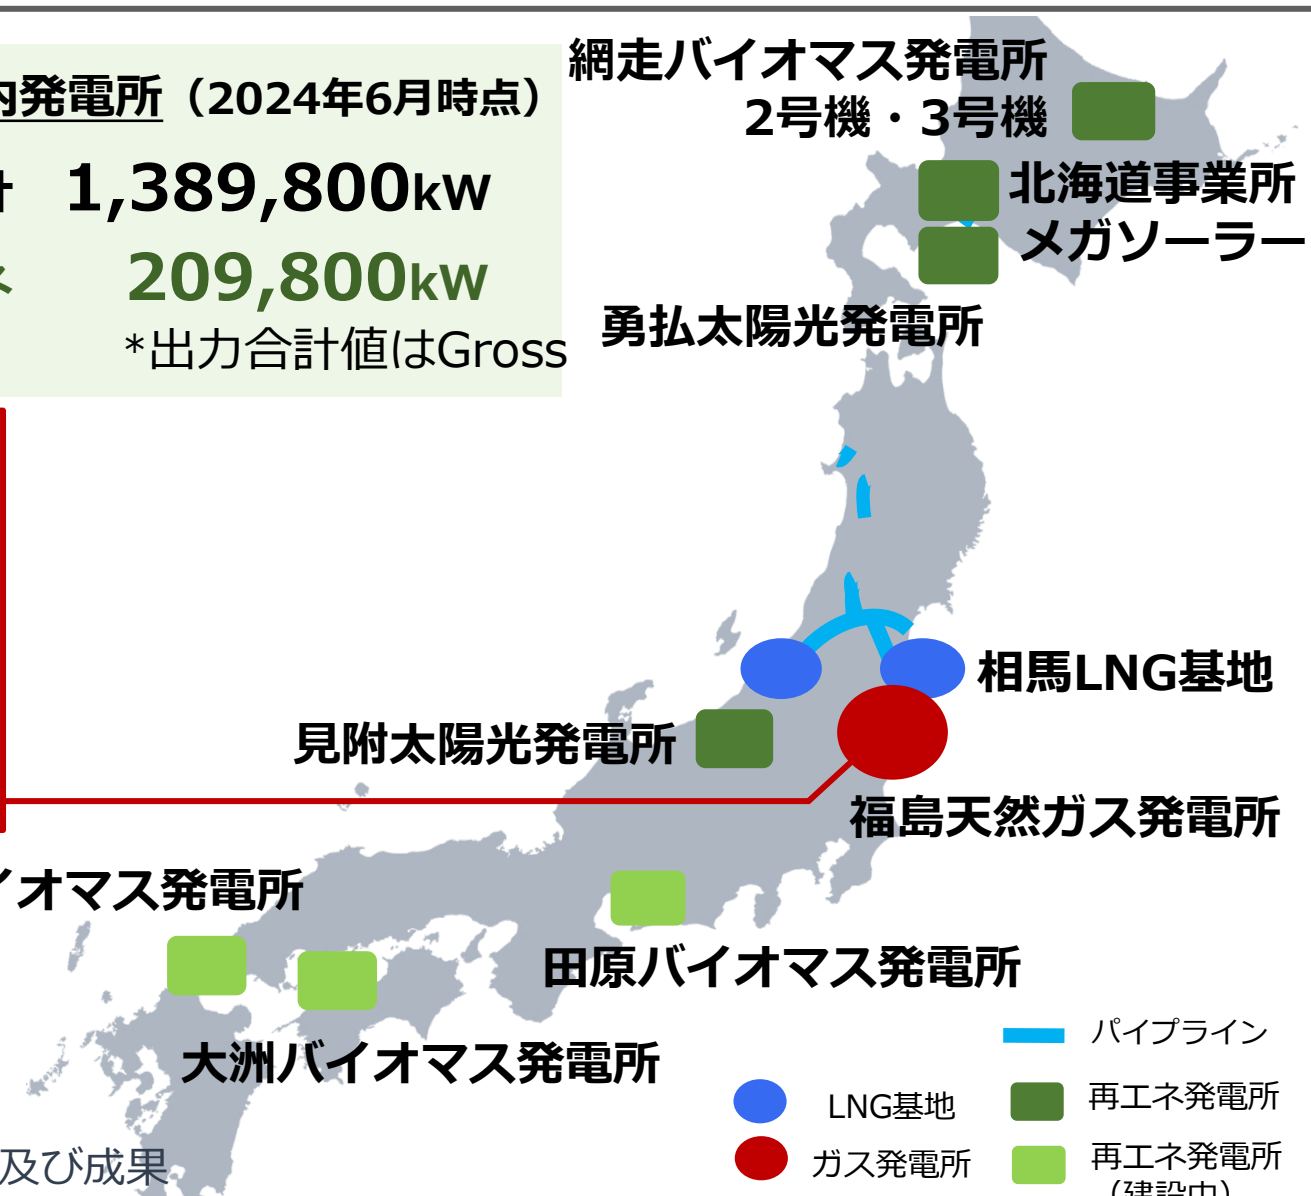 内発電所（2024年6月時点）
計 1,389,800kW
ネ 209,800kW
*出力合計値はGross
網走バイオマス発電所
2号機・3号機
北海道事業所
メガソーラー
勇払太陽光発電所
相馬LNG基地
見附太陽光発電所
福島天然ガス発電所
イオマス発電所
田原バイオマス発電所
大洲バイオマス発電所
パイプライン
LNG基地
再エネ発電所
ガス発電所
再エネ発電所
（建設中）
及び成果